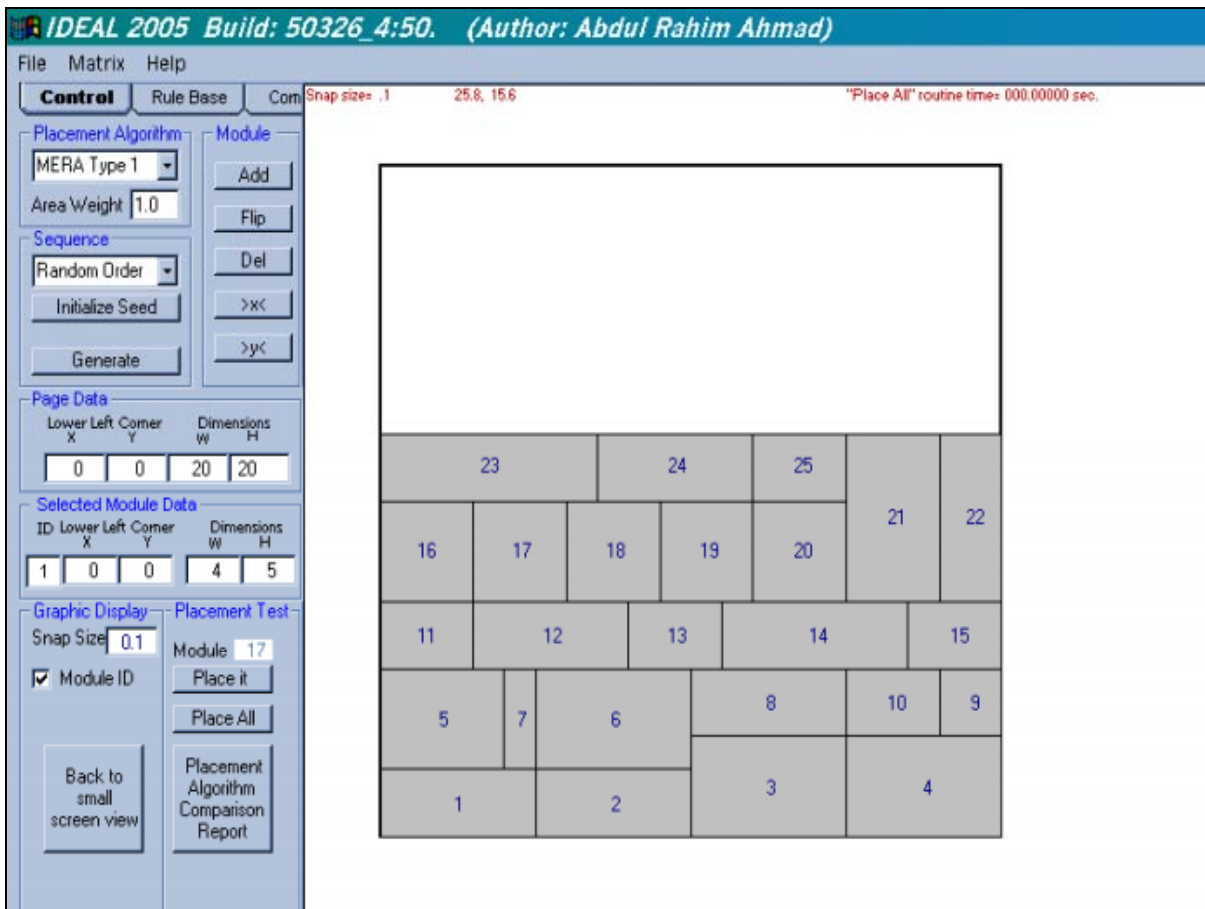 IDEAL 2005 Build: 50326_4:50. (Author: Abdul Rahim Ahmad)
File Matrix Help
Control Rule Base Com
Snap size= .1 25.8, 15.6 "Place All" routine time= 000.00000 sec.
Placement Algorithm
MERA Type 1
Area Weight 1.0
Module
Add
Flip
Del
>x<
>y<
Sequence
Random Order
Initialize Seed
Generate
Page Data
Lower Left Corner Dimensions
X Y W H
0 0 20 20
Selected Module Data
ID Lower Left Corner Dimensions
X Y W H
1 0 0 4 5
Graphic Display
Snap Size 0.1
Module ID
Back to
small
screen view
Placement Test
Module 17
Place it
Place All
Placement
Algorithm
Comparison
Report
23 24 25
21 22
16 17 18 19 20
11 12 13 14 15
8 10 9
5 7 6
3 4
1 2